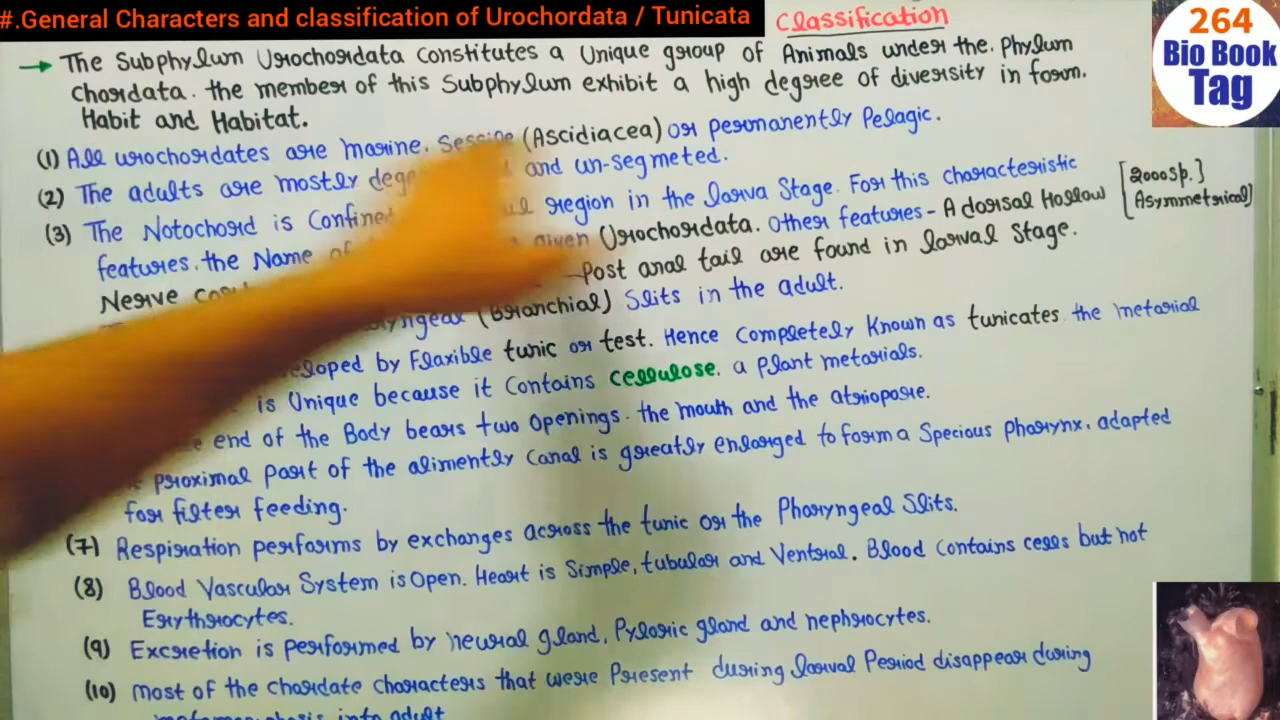 #.General Characters and classification of Urochordata / Tunicata
Classification
264
Bio Book
Tag
→ The Subphylum Urochordata constitutes a Unique group of Animals under the. Phylum
Chordata. the member of this Subphylum exhibit a high degree of diversity in form.
Habit and Habitat.
(1) All urochordates are marine. Sessile (Ascidiacea) or permanently Pelagic.
(2) The adults are mostly and un-segmeted.
(3) The Notochord is Confined region in the larva Stage. For this characteristic
[2000sp.}
Asymmetrical]
features. the Name of given Urochordata. Other features - A dorsal Hollow
Nerve Post anal tail are found in larval Stage.
(Branchial) Slits in the adult.
by Flaxible tunic or test. Hence Completely Known as tunicates the metarial
is Unique because it Contains cellulose. a plant metarials.
end of the Body bears two Openings. the mouth and the atriopore.
proximal part of the alimently Canal is greatly enlarged to form a Specious pharynx. adapted
for filter feeding.
(7) Respiration performs by exchanges across the tunic or the Pharyngeal Slits.
(8) Blood Vascular System is Open. Heart is Simple, tubular and Ventral. Blood Contains cells but not
Erythrocytes.
(9) Excretion is performed by neural gland, Pyloric gland and nephrocytes.
(10) most of the chordate characters that were Present during larval Period disappear during
into adult